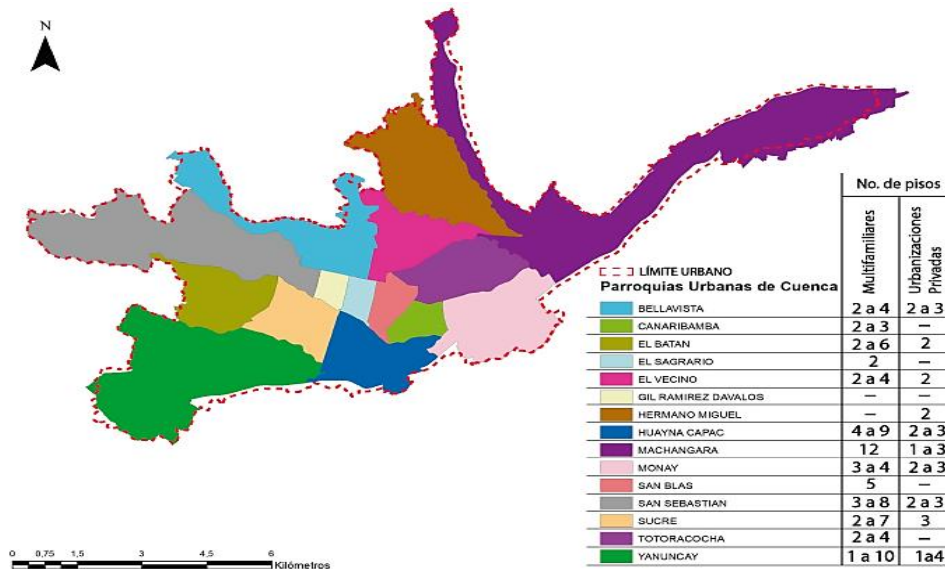 N
No. de pisos
Multifamiliares
Urbanizaciones Privadas
LÍMITE URBANO
Parroquias Urbanas de Cuenca
BELLAVISTA 2 a 4 2 a 3
CANARIBAMBA 2 a 3 –
EL BATAN 2 a 6 2
EL SAGRARIO 2 –
EL VECINO 2 a 4 2
GIL RAMIREZ DAVALOS – –
HERMANO MIGUEL – 2
HUAYNA CAPAC 4 a 9 2 a 3
MACHANGARA 12 1 a 3
MONAY 3 a 4 2 a 3
SAN BLAS 5 –
SAN SEBASTIAN 3 a 8 2 a 3
SUCRE 2 a 7 3
TOTORACOCHA 2 a 4 –
YANUNCAY 1 a 10 1a4
0 0,75 1,5 3 4,5 6
Kilómetros